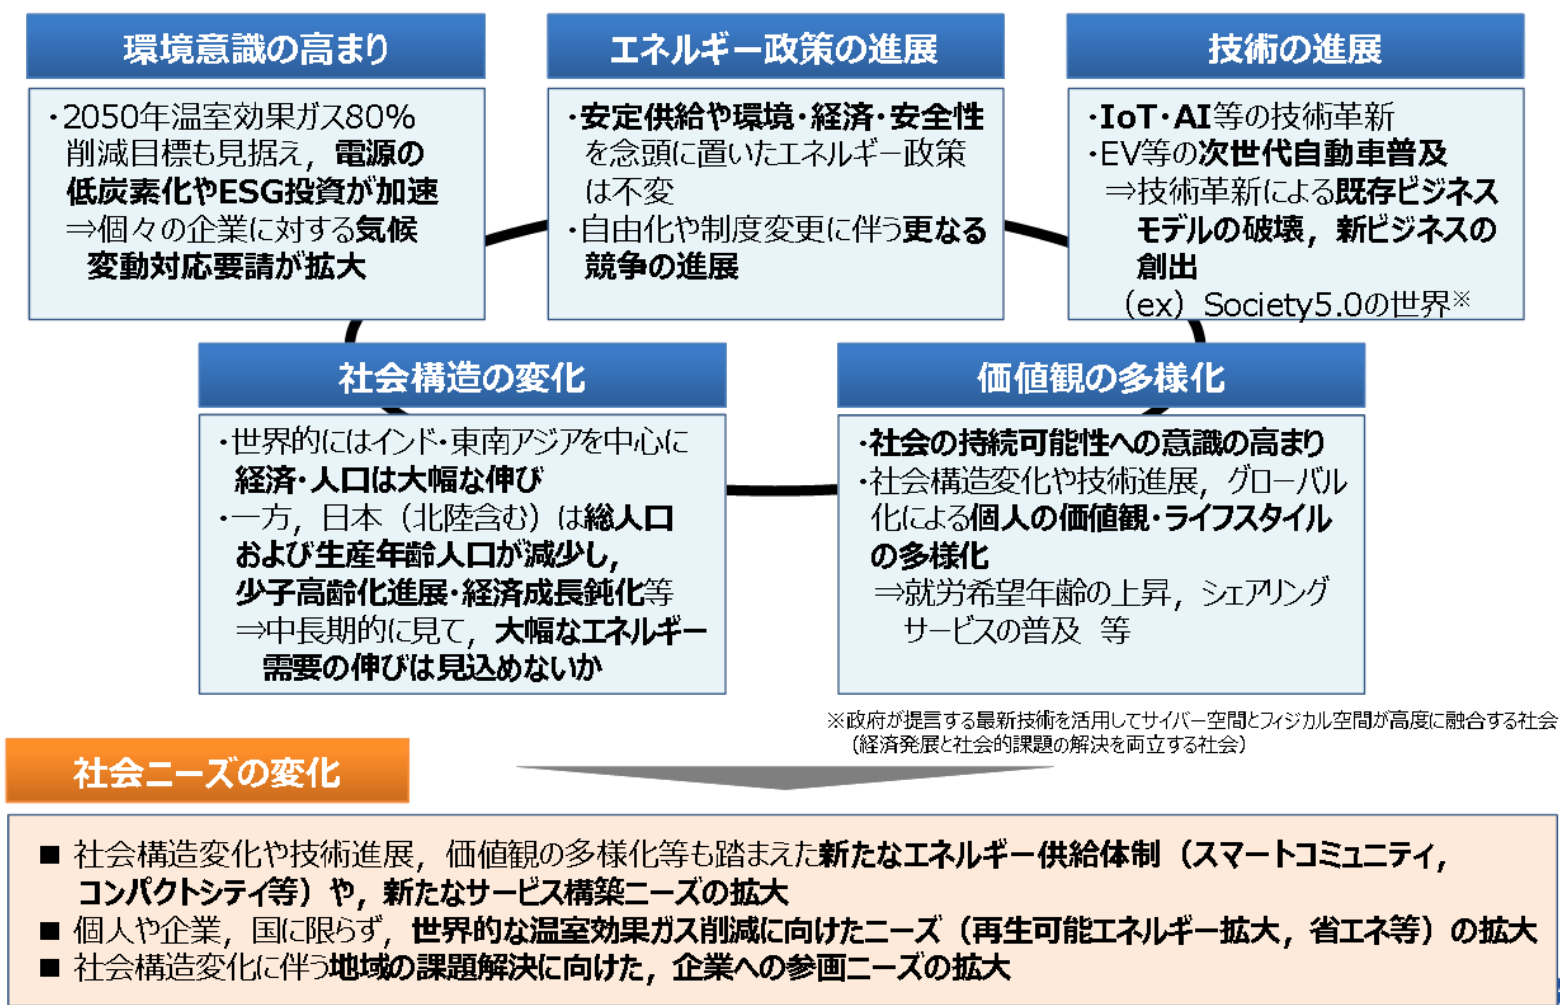 環境意識の高まり
・2050年温室効果ガス80%
削減目標も見据え，電源の
低炭素化やESG投資が加速
⇒個々の企業に対する気候
変動対応要請が拡大
エネルギー政策の進展
・安定供給や環境・経済・安全性
を念頭に置いたエネルギー政策
は不変
・自由化や制度変更に伴う更なる
競争の進展
技術の進展
・IoT・AI等の技術革新
・EV等の次世代自動車普及
⇒技術革新による既存ビジネス
モデルの破壊，新ビジネスの
創出
（ex）Society5.0の世界※
社会構造の変化
・世界的にはインド・東南アジアを中心に
経済・人口は大幅な伸び
・一方，日本（北陸含む）は総人口
および生産年齢人口が減少し，
少子高齢化進展・経済成長鈍化等
⇒中長期的に見て，大幅なエネルギー
需要の伸びは見込めないか
価値観の多様化
・社会の持続可能性への意識の高まり
・社会構造変化や技術進展，グローバル
化による個人の価値観・ライフスタイル
の多様化
⇒就労希望年齢の上昇，シェアリング
サービスの普及 等
※政府が提言する最新技術を活用してサイバー空間とフィジカル空間が高度に融合する社会
（経済発展と社会的課題の解決を両立する社会）
社会ニーズの変化
■ 社会構造変化や技術進展，価値観の多様化等も踏まえた新たなエネルギー供給体制（スマートコミュニティ，
コンパクトシティ等）や，新たなサービス構築ニーズの拡大
■ 個人や企業，国に限らず，世界的な温室効果ガス削減に向けたニーズ（再生可能エネルギー拡大，省エネ等）の拡大
■ 社会構造変化に伴う地域の課題解決に向けた，企業への参画ニーズの拡大